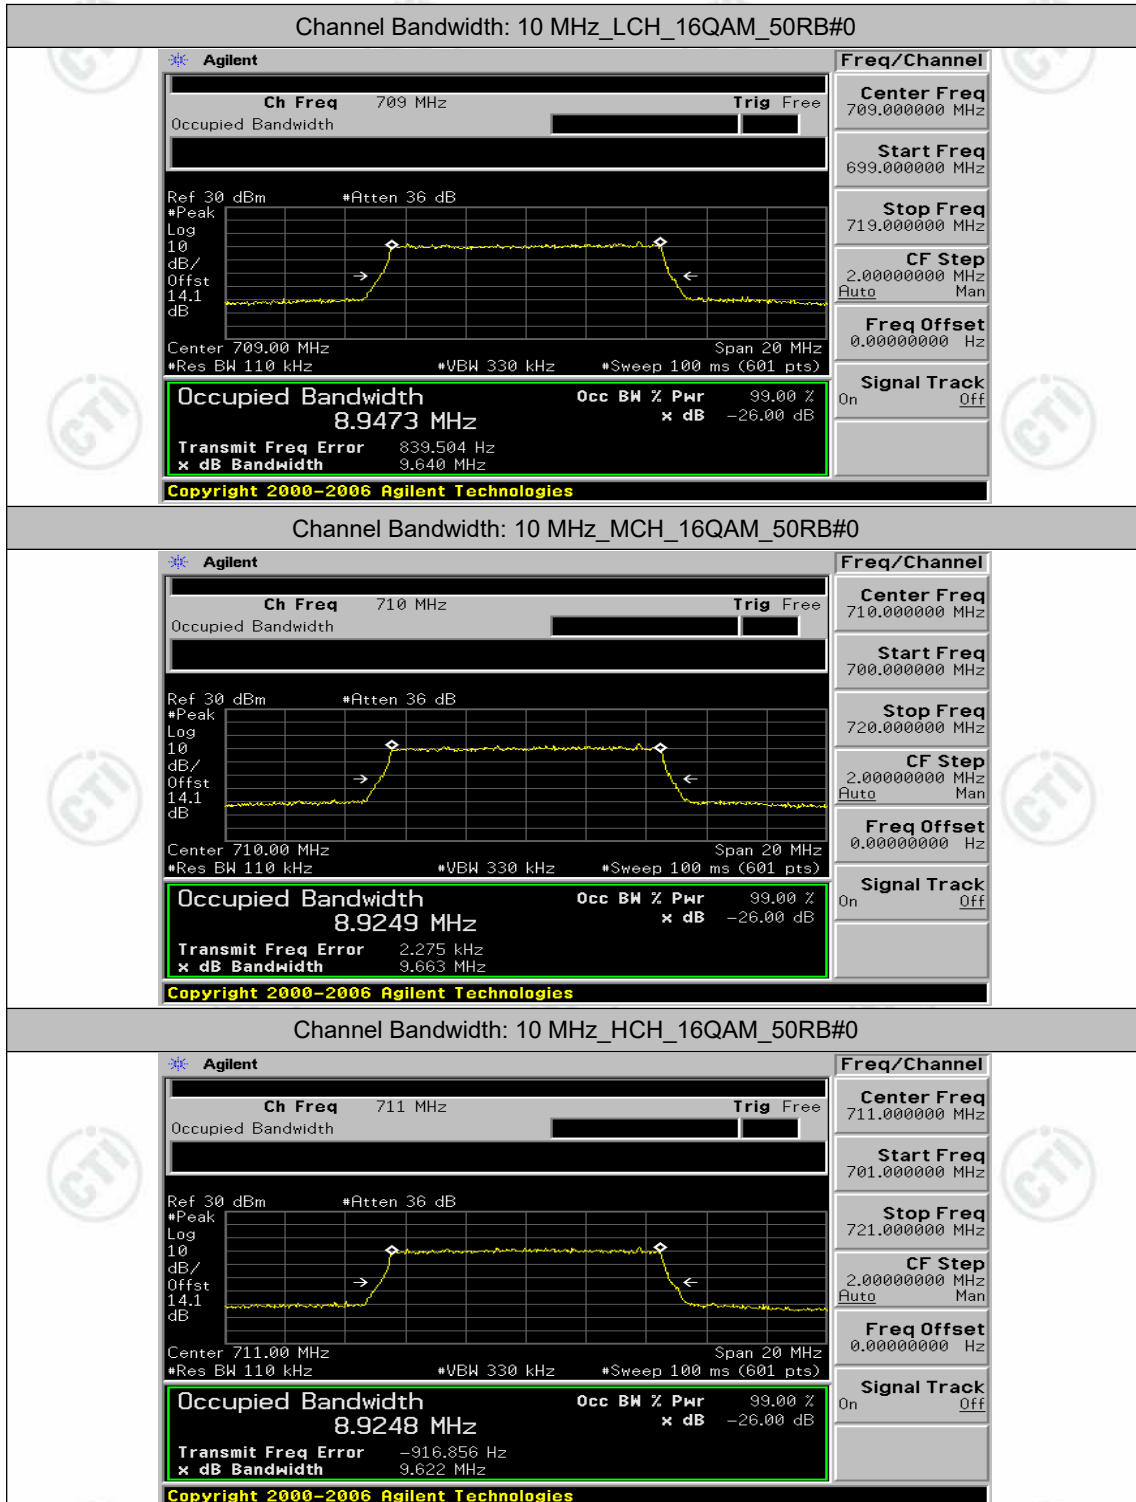 Channel Bandwidth: 10 MHz_LCH_16QAM_50RB#0
Agilent
Freq/Channel
Ch Freq 709 MHz Trig Free
Occupied Bandwidth
Center Freq
709.000000 MHz
Start Freq
699.000000 MHz
Stop Freq
719.000000 MHz
CF Step
2.00000000 MHz
Auto Man
Freq Offset
0.00000000 Hz
Signal Track
On Off
Ref 30 dBm #Atten 36 dB
#Peak
Log
10
dB/
Offst
14.1
dB
Center 709.00 MHz Span 20 MHz
#Res BW 110 kHz #VBW 330 kHz #Sweep 100 ms (601 pts)
Occupied Bandwidth Occ BW % Pwr 99.00 %
8.9473 MHz x dB -26.00 dB
Transmit Freq Error 839.504 Hz
x dB Bandwidth 9.640 MHz
Copyright 2000-2006 Agilent Technologies
Channel Bandwidth: 10 MHz_MCH_16QAM_50RB#0
Agilent
Freq/Channel
Ch Freq 710 MHz Trig Free
Occupied Bandwidth
Center Freq
710.000000 MHz
Start Freq
700.000000 MHz
Stop Freq
720.000000 MHz
CF Step
2.00000000 MHz
Auto Man
Freq Offset
0.00000000 Hz
Signal Track
On Off
Ref 30 dBm #Atten 36 dB
#Peak
Log
10
dB/
Offst
14.1
dB
Center 710.00 MHz Span 20 MHz
#Res BW 110 kHz #VBW 330 kHz #Sweep 100 ms (601 pts)
Occupied Bandwidth Occ BW % Pwr 99.00 %
8.9249 MHz x dB -26.00 dB
Transmit Freq Error 2.275 kHz
x dB Bandwidth 9.663 MHz
Copyright 2000-2006 Agilent Technologies
Channel Bandwidth: 10 MHz_HCH_16QAM_50RB#0
Agilent
Freq/Channel
Ch Freq 711 MHz Trig Free
Occupied Bandwidth
Center Freq
711.000000 MHz
Start Freq
701.000000 MHz
Stop Freq
721.000000 MHz
CF Step
2.00000000 MHz
Auto Man
Freq Offset
0.00000000 Hz
Signal Track
On Off
Ref 30 dBm #Atten 36 dB
#Peak
Log
10
dB/
Offst
14.1
dB
Center 711.00 MHz Span 20 MHz
#Res BW 110 kHz #VBW 330 kHz #Sweep 100 ms (601 pts)
Occupied Bandwidth Occ BW % Pwr 99.00 %
8.9248 MHz x dB -26.00 dB
Transmit Freq Error -916.856 Hz
x dB Bandwidth 9.622 MHz
Copyright 2000-2006 Agilent Technologies
CTI
CTI
CTI
CTI
CTI
CTI